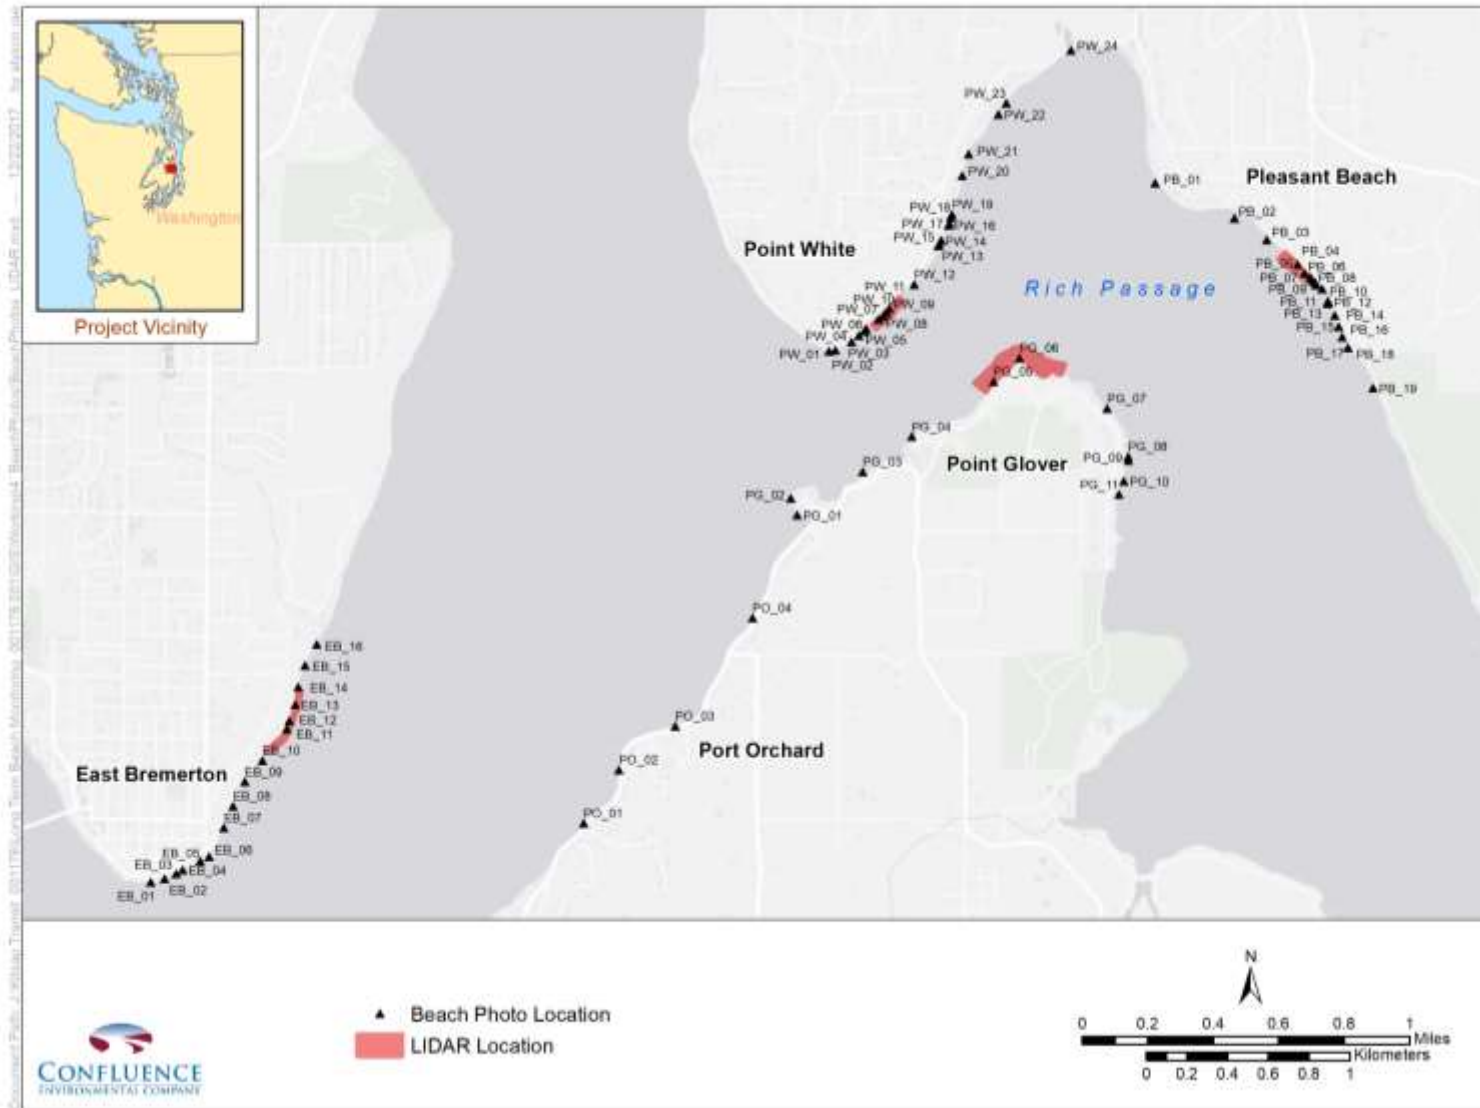 Washington
Project Vicinity
PW_24
PW_23
PW_22
PW_21
PW_20
PW_19
PW_18
PW_17
PW_16
PW_15
PW_14
PW_13
PW_12
PW_11
PW_10
PW_09
PW_07
PW_08
PW_06
PW_05
PW_04
PW_03
PW_01
PW_02
Point White
Rich Passage
Pleasant Beach
PB_01
PB_02
PB_03
PB_04
PB_05
PB_06
PB_07
PB_08
PB_09
PB_10
PB_11
PB_12
PB_13
PB_14
PB_15
PB_16
PB_17
PB_18
PB_19
PG_06
PG_05
PG_07
PG_04
PG_08
PG_09
PG_03
Point Glover
PG_10
PG_11
PG_02
PG_01
PO_04
PO_03
Port Orchard
PO_02
PO_01
EB_16
EB_15
EB_14
EB_13
EB_12
EB_11
EB_10
East Bremerton
EB_09
EB_08
EB_07
EB_06
EB_05
EB_03
EB_04
EB_01
EB_02
Beach Photo Location
LIDAR Location
CONFLUENCE
ENVIRONMENTAL COMPANY
N
0 0.2 0.4 0.6 0.8 1
Miles
Kilometers
0 0.2 0.4 0.6 0.8 1